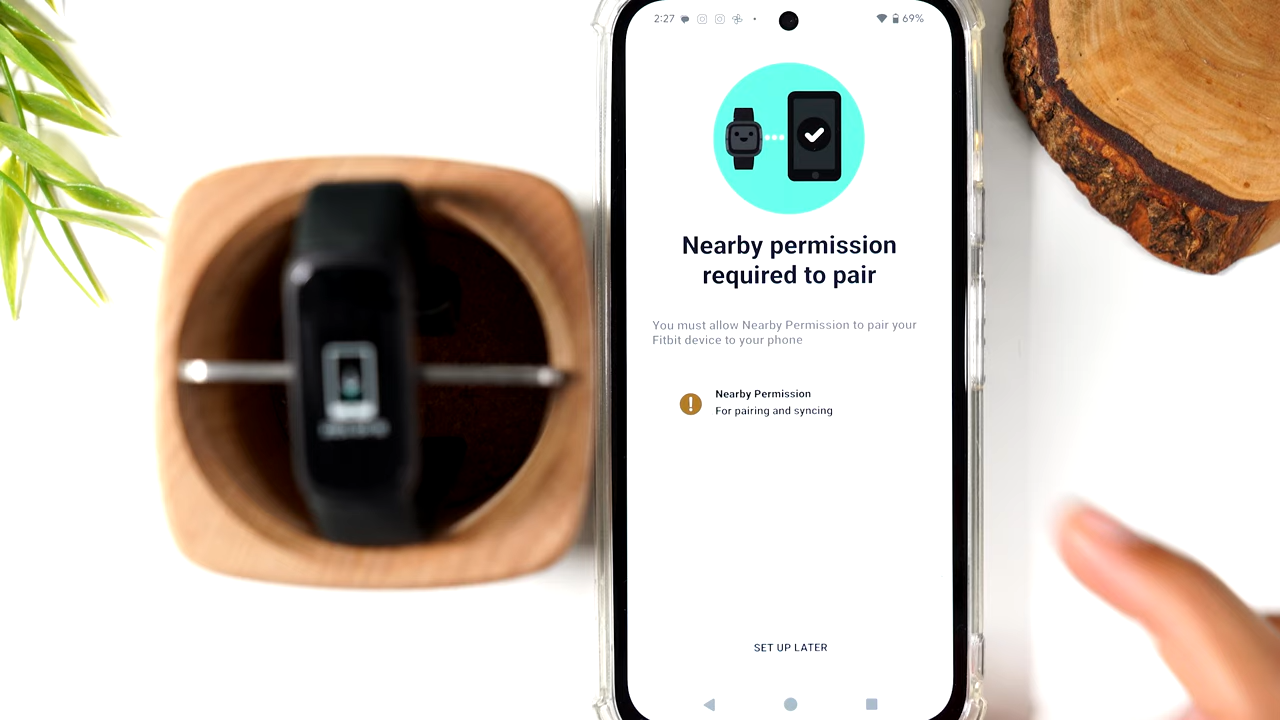 2:27
69%
Nearby permission
required to pair
You must allow Nearby Permission to pair your
Fitbit device to your phone
Nearby Permission
For pairing and syncing
SET UP LATER